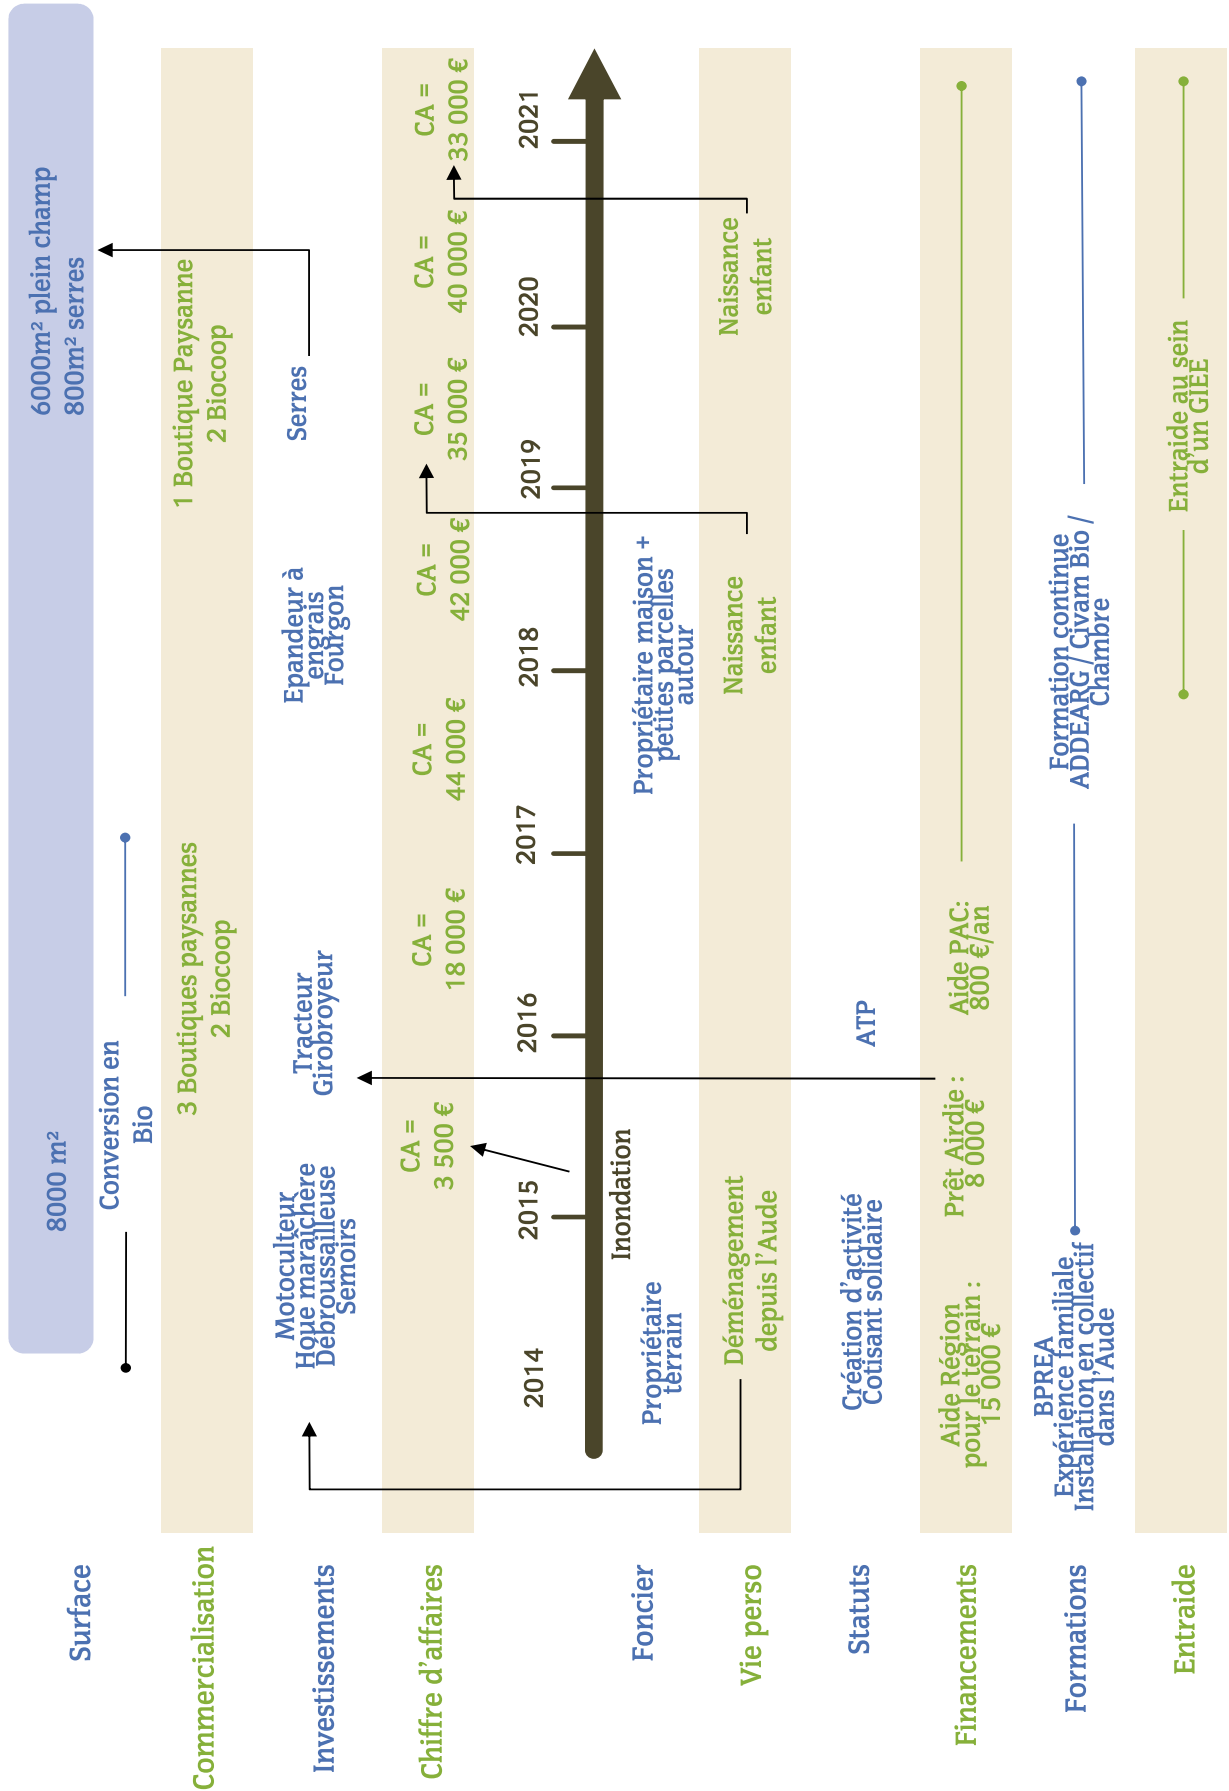 Surface
8000 m²
6000m² plein champ
800m² serres
Conversion en
Bio
Commercialisation
3 Boutiques paysannes
2 Biocoop
1 Boutique Paysanne
2 Biocoop
Investissements
Motoculteur
Houe maraîchère
Débroussailleuse
Semoirs
Tracteur
Girobroyeur
Epandeur à
engrais
Fourgon
Serres
Chiffre d'affaires
CA =
3 500 €
CA =
18 000 €
CA =
44 000 €
CA =
42 000 €
CA =
35 000 €
CA =
40 000 €
CA =
33 000 €
2014
2015
2016
2017
2018
2019
2020
2021
Inondation
Foncier
Propriétaire
terrain
Propriétaire maison +
petites parcelles
autour
Vie perso
Déménagement
depuis l'Aude
Naissance
enfant
Naissance
enfant
Statuts
Création d'activité
Cotisant solidaire
ATP
Financements
Aide Région
pour le terrain :
15 000 €
Prêt Airdie :
8 000 €
Aide PAC:
800 €/an
Formations
BPREA
Expérience familiale
Installation en collectif
dans l'Aude
Formation continue
ADDEARG / Civam Bio /
Chambre
Entraide
Entraide au sein
d'un GIEE